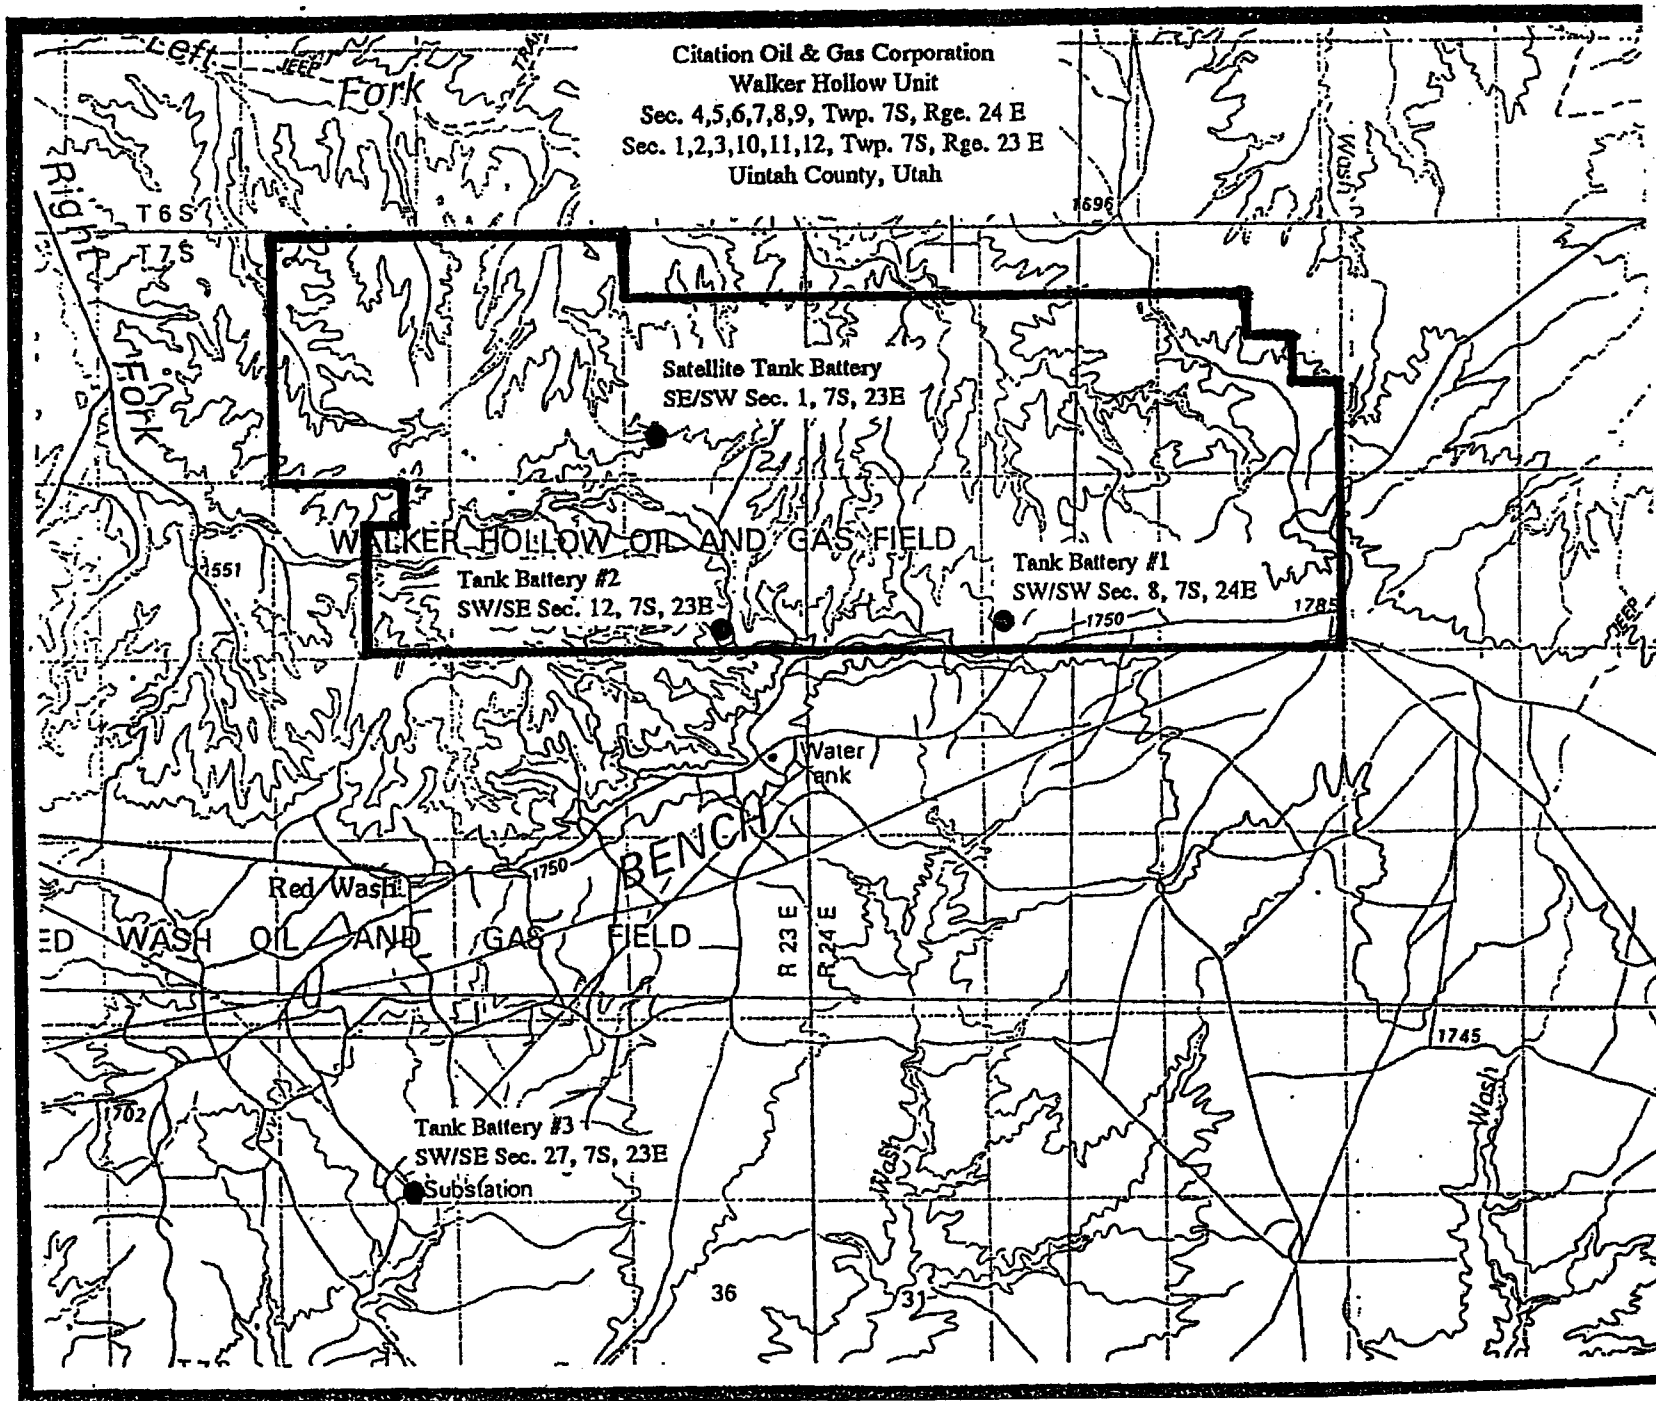 Left
JEEP
Fork
Citation Oil & Gas Corporation
Walker Hollow Unit
Sec. 4,5,6,7,8,9, Twp. 7S, Rge. 24 E
Sec. 1,2,3,10,11,12, Twp. 7S, Rge. 23 E
Uintah County, Utah
Wash
Right
Fork
T 6 S
T 7 S
1696
Satellite Tank Battery
SE/SW Sec. 1, 7S, 23E
WALKER HOLLOW OIL AND GAS FIELD
1551
Tank Battery #2
SW/SE Sec. 12, 7S, 23E
Tank Battery #1
SW/SW Sec. 8, 7S, 24E
1750
1785
JEEP
Water
Tank
BENCH
1750
Red Wash
ED WASH OIL AND GAS FIELD
R 23 E
R 24 E
1745
1702
Tank Battery #3
SW/SE Sec. 27, 7S, 23E
Substation
Wash
Wash
36
31